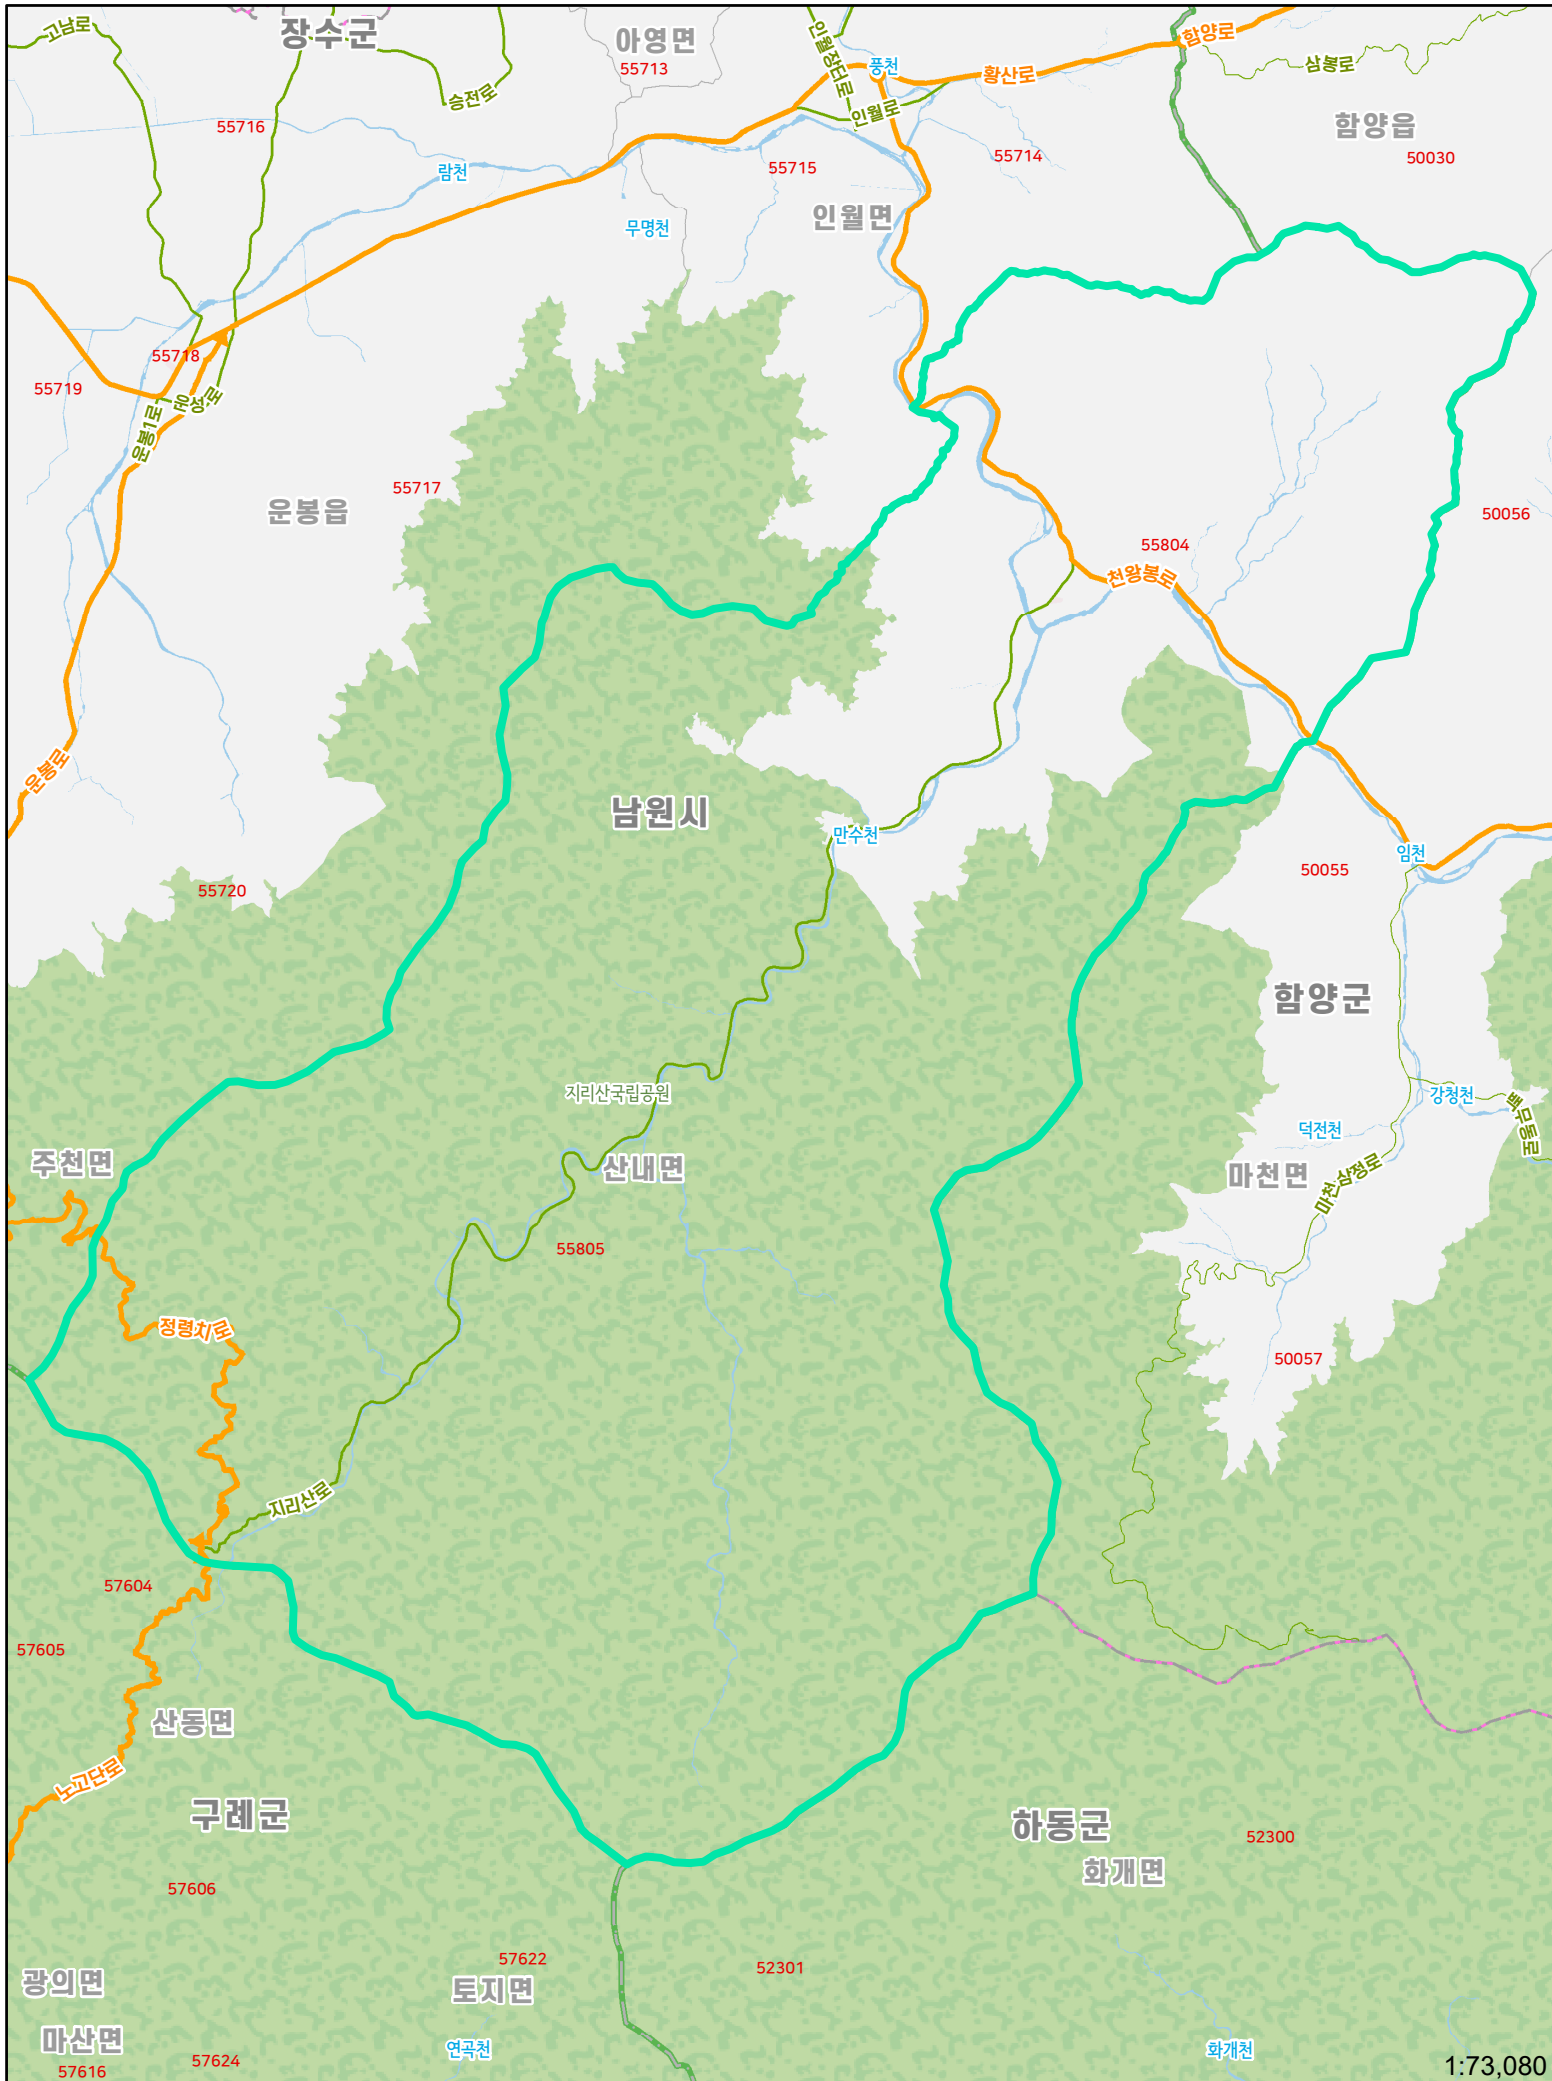 고남로
장수군
아영면
55713
인월장터로
풍천
황산로
함양로
삼봉로
승전로
55716
인월로
함양읍
50030
람천
55715
55714
무명천
인월면
55718
55719
운성로
운봉1로
55717
운봉읍
50056
55804
천왕봉로
운봉로
남원시
만수천
임천
55720
50055
함양군
지리산국립공원
강청천
백무동로
덕전천
주천면
산내면
마천면
마천 삼정로
55805
정령치로
50057
지리산로
57604
57605
산동면
노고단로
구례군
하동군
52300
화개면
57606
57622
52301
광의면
토지면
마산면
연곡천
화개천
57616
57624
1:73,080